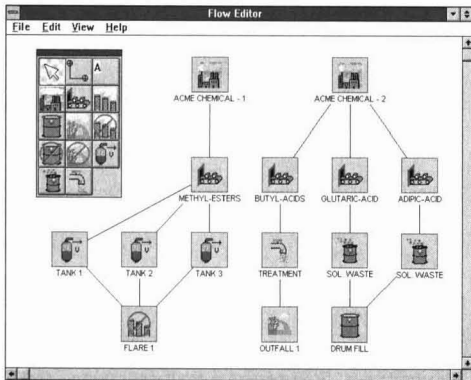 Flow Editor
File Edit View Help
A
ACME CHEMICAL - 1
ACME CHEMICAL - 2
METHYL-ESTERS
BUTYL-ACIDS
GLUTARIC-ACID
ADIPIC-ACID
TANK 1
TANK 2
TANK 3
TREATMENT
SOL. WASTE
SOL. WASTE
FLARE 1
OUTFALL 1
DRUM FILL